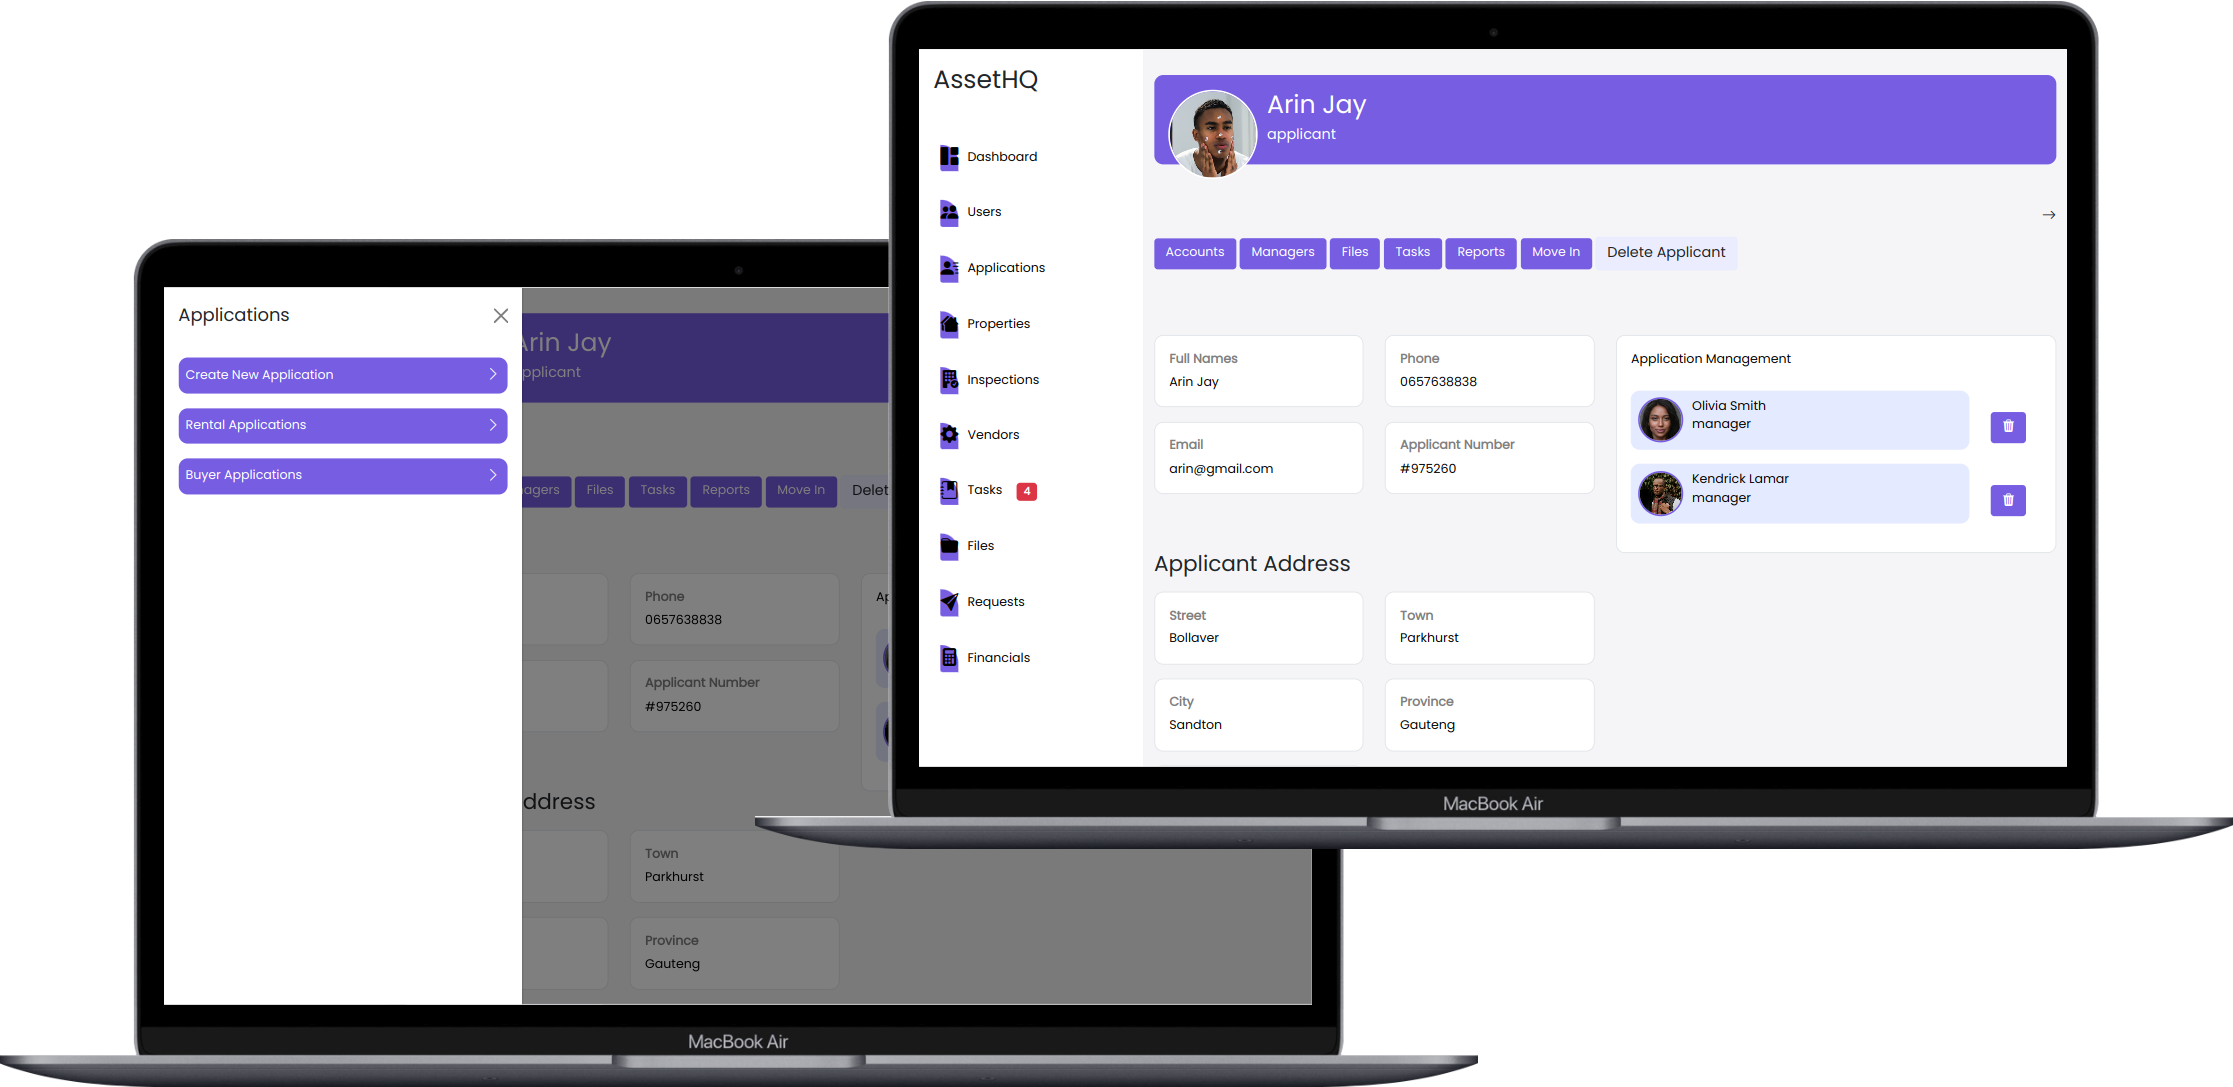 AssetHQ
Dashboard
Users
Applications
Properties
Inspections
Vendors
Tasks 4
Files
Requests
Financials
Arin Jay
applicant
→
Accounts Managers Files Tasks Reports Move In Delete Applicant
Full Names
Arin Jay
Phone
0657638838
Email
arin@gmail.com
Applicant Number
#975260
Application Management
Olivia Smith
manager
Kendrick Lamar
manager
Applicant Address
Street
Bollaver
Town
Parkhurst
City
Sandton
Province
Gauteng
MacBook Air
Applications
Create New Application
Rental Applications
Buyer Applications
Arin Jay
pplicant
agers Files Tasks Reports Move In Delet
Phone
0657638838
Ap
Applicant Number
#975260
ddress
Town
Parkhurst
Province
Gauteng
MacBook Air